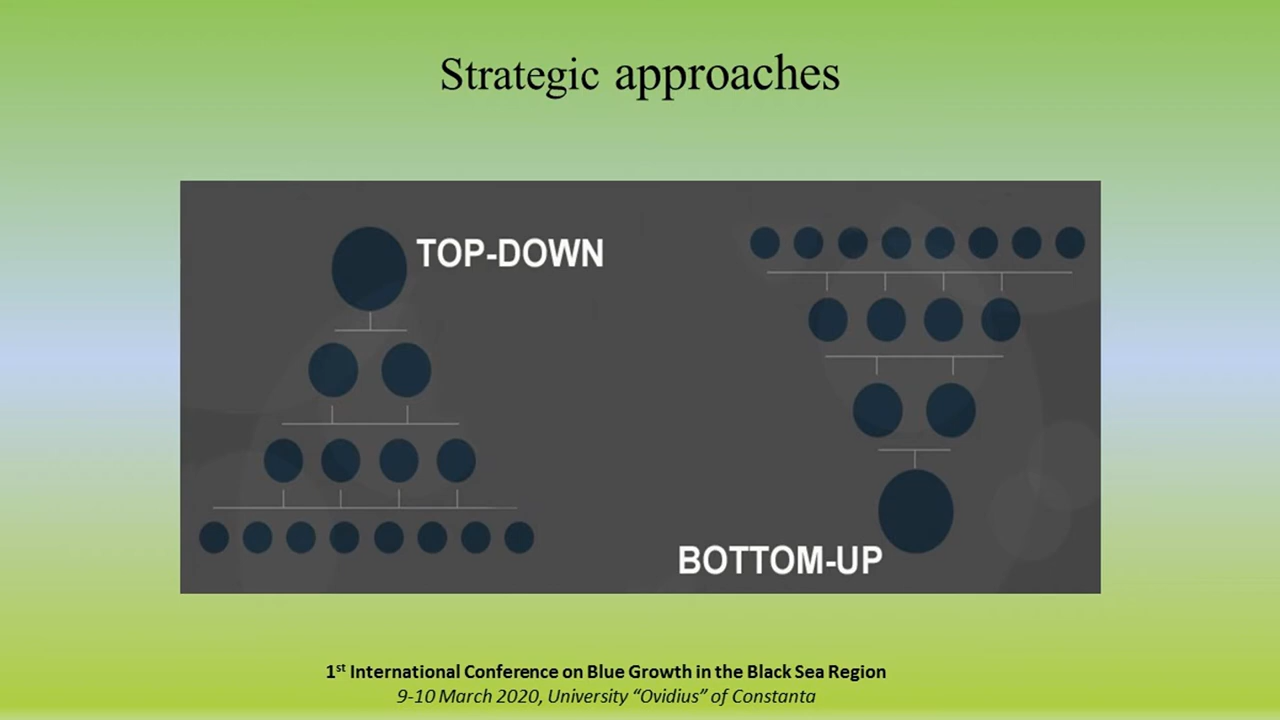 Strategic approaches
TOP-DOWN
BOTTOM-UP
1st International Conference on Blue Growth in the Black Sea Region
9-10 March 2020, University “Ovidius” of Constanta